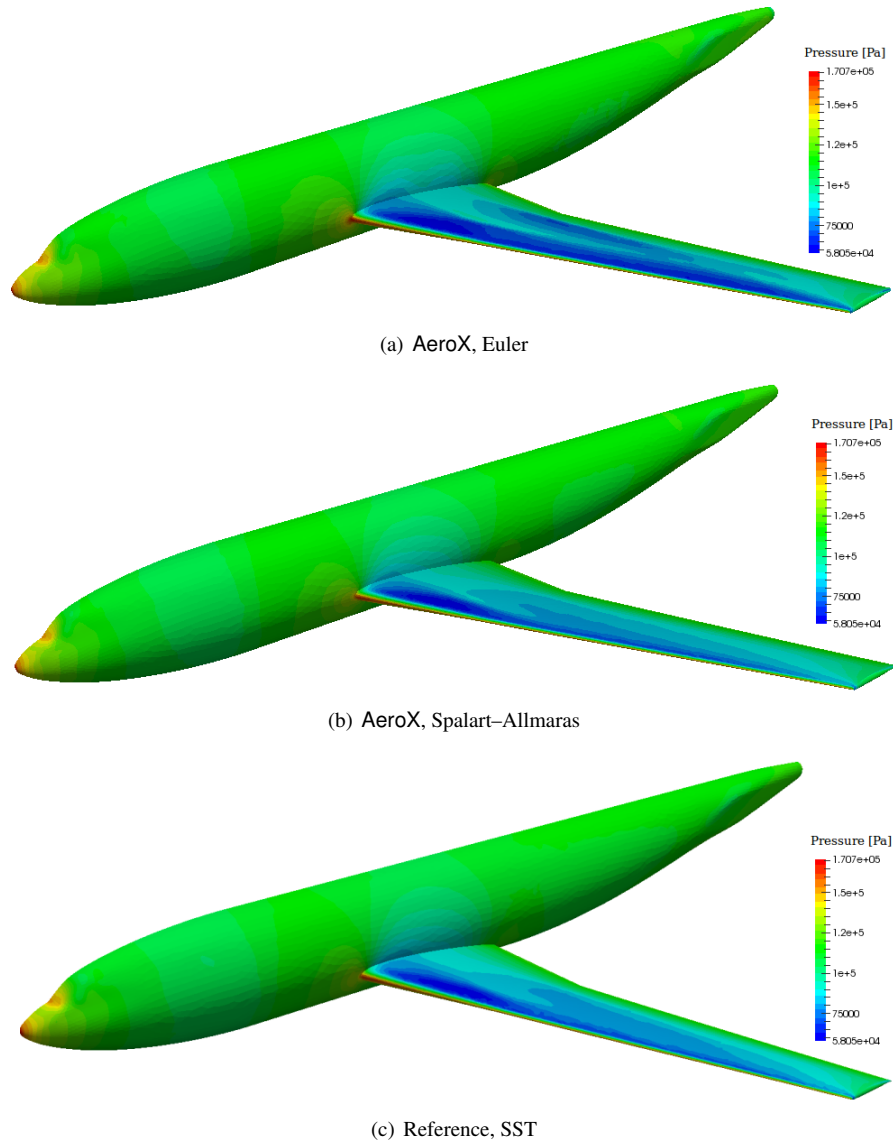 Pressure [Pa]
1.707e+05
1.5e+5
1.2e+5
1e+5
75000
5.805e+04
(a) AeroX, Euler
Pressure [Pa]
1.707e+05
1.5e+5
1.2e+5
1e+5
75000
5.805e+04
(b) AeroX, Spalart–Allmaras
Pressure [Pa]
1.707e+05
1.5e+5
1.2e+5
1e+5
75000
5.805e+04
(c) Reference, SST